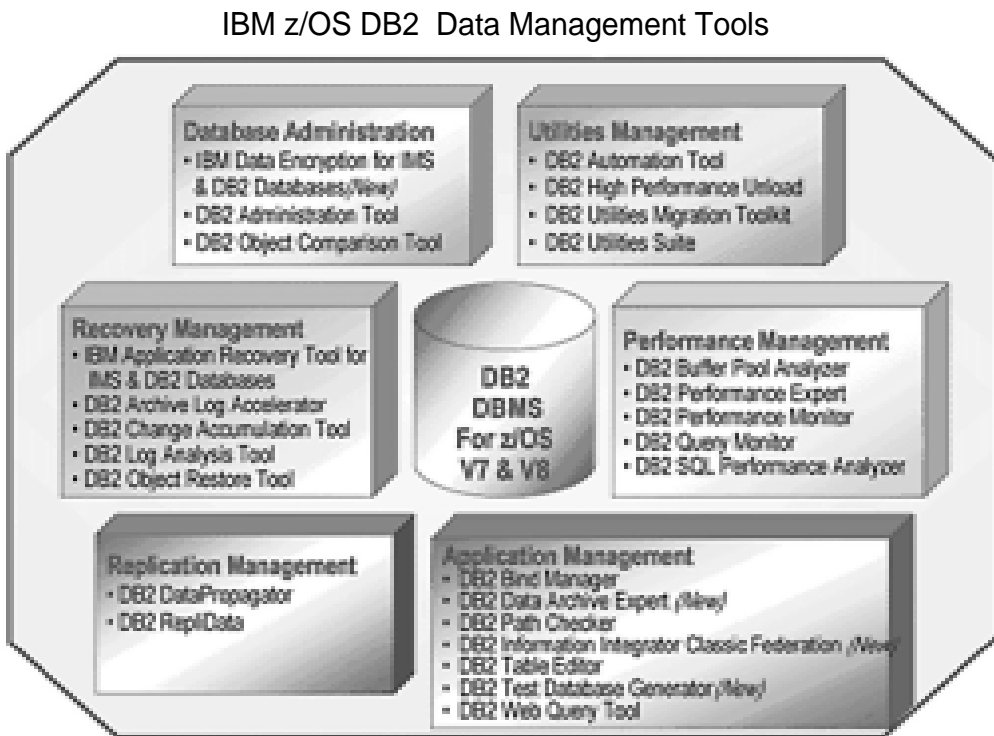 IBM z/OS DB2 Data Management Tools
Database Administration
• IBM Data Encryption for IMS
& DB2 Databases (New)
• DB2 Administration Tool
• DB2 Object Comparison Tool
Utilities Management
• DB2 Automation Tool
• DB2 High Performance Unload
• DB2 Utilities Migration Toolkit
• DB2 Utilities Suite
Recovery Management
• IBM Application Recovery Tool for
IMS & DB2 Databases
• DB2 Archive Log Accelerator
• DB2 Change Accumulation Tool
• DB2 Log Analysis Tool
• DB2 Object Restore Tool
DB2
DBMS
For z/OS
V7 & V8
Performance Management
• DB2 Buffer Pool Analyzer
• DB2 Performance Expert
• DB2 Performance Monitor
• DB2 Query Monitor
• DB2 SQL Performance Analyzer
Replication Management
• DB2 DataPropagator
• DB2 RepliData
Application Management
• DB2 Bind Manager
• DB2 Data Archive Expert (New)
• DB2 Path Checker
• DB2 Information Integrator Classic Federation (New)
• DB2 Table Editor
• DB2 Test Database Generator (New)
• DB2 Web Query Tool